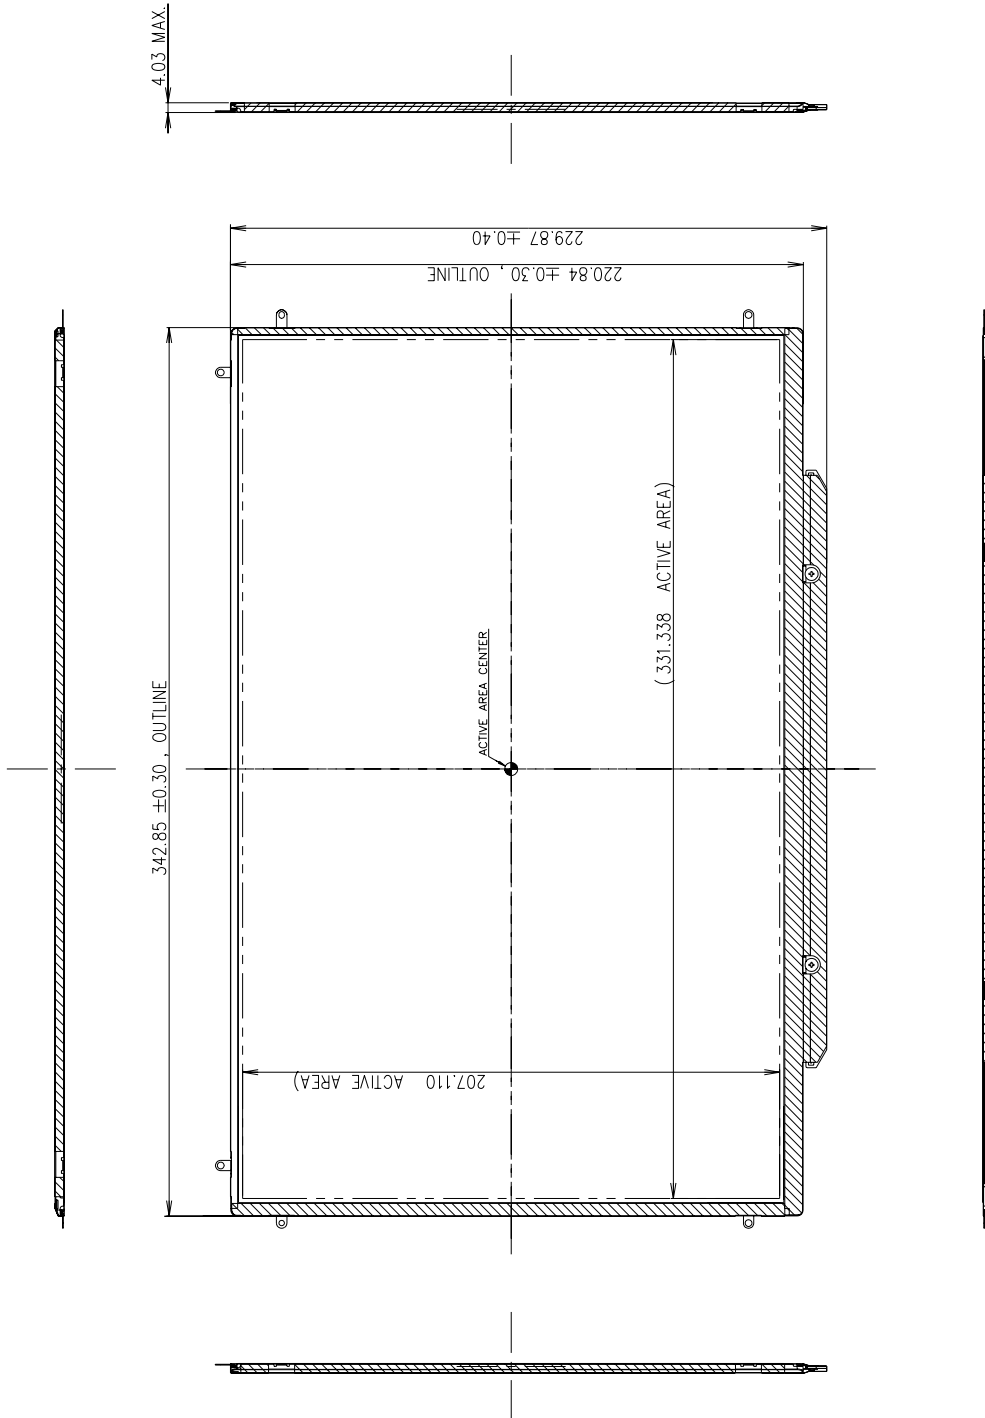 4.03 MAX.
229.87 ±0.40
220.84 ±0.30 , OUTLINE
( 331.338 ACTIVE AREA)
ACTIVE AREA CENTER
342.85 ±0.30 , OUTLINE
207.110 ACTIVE AREA)